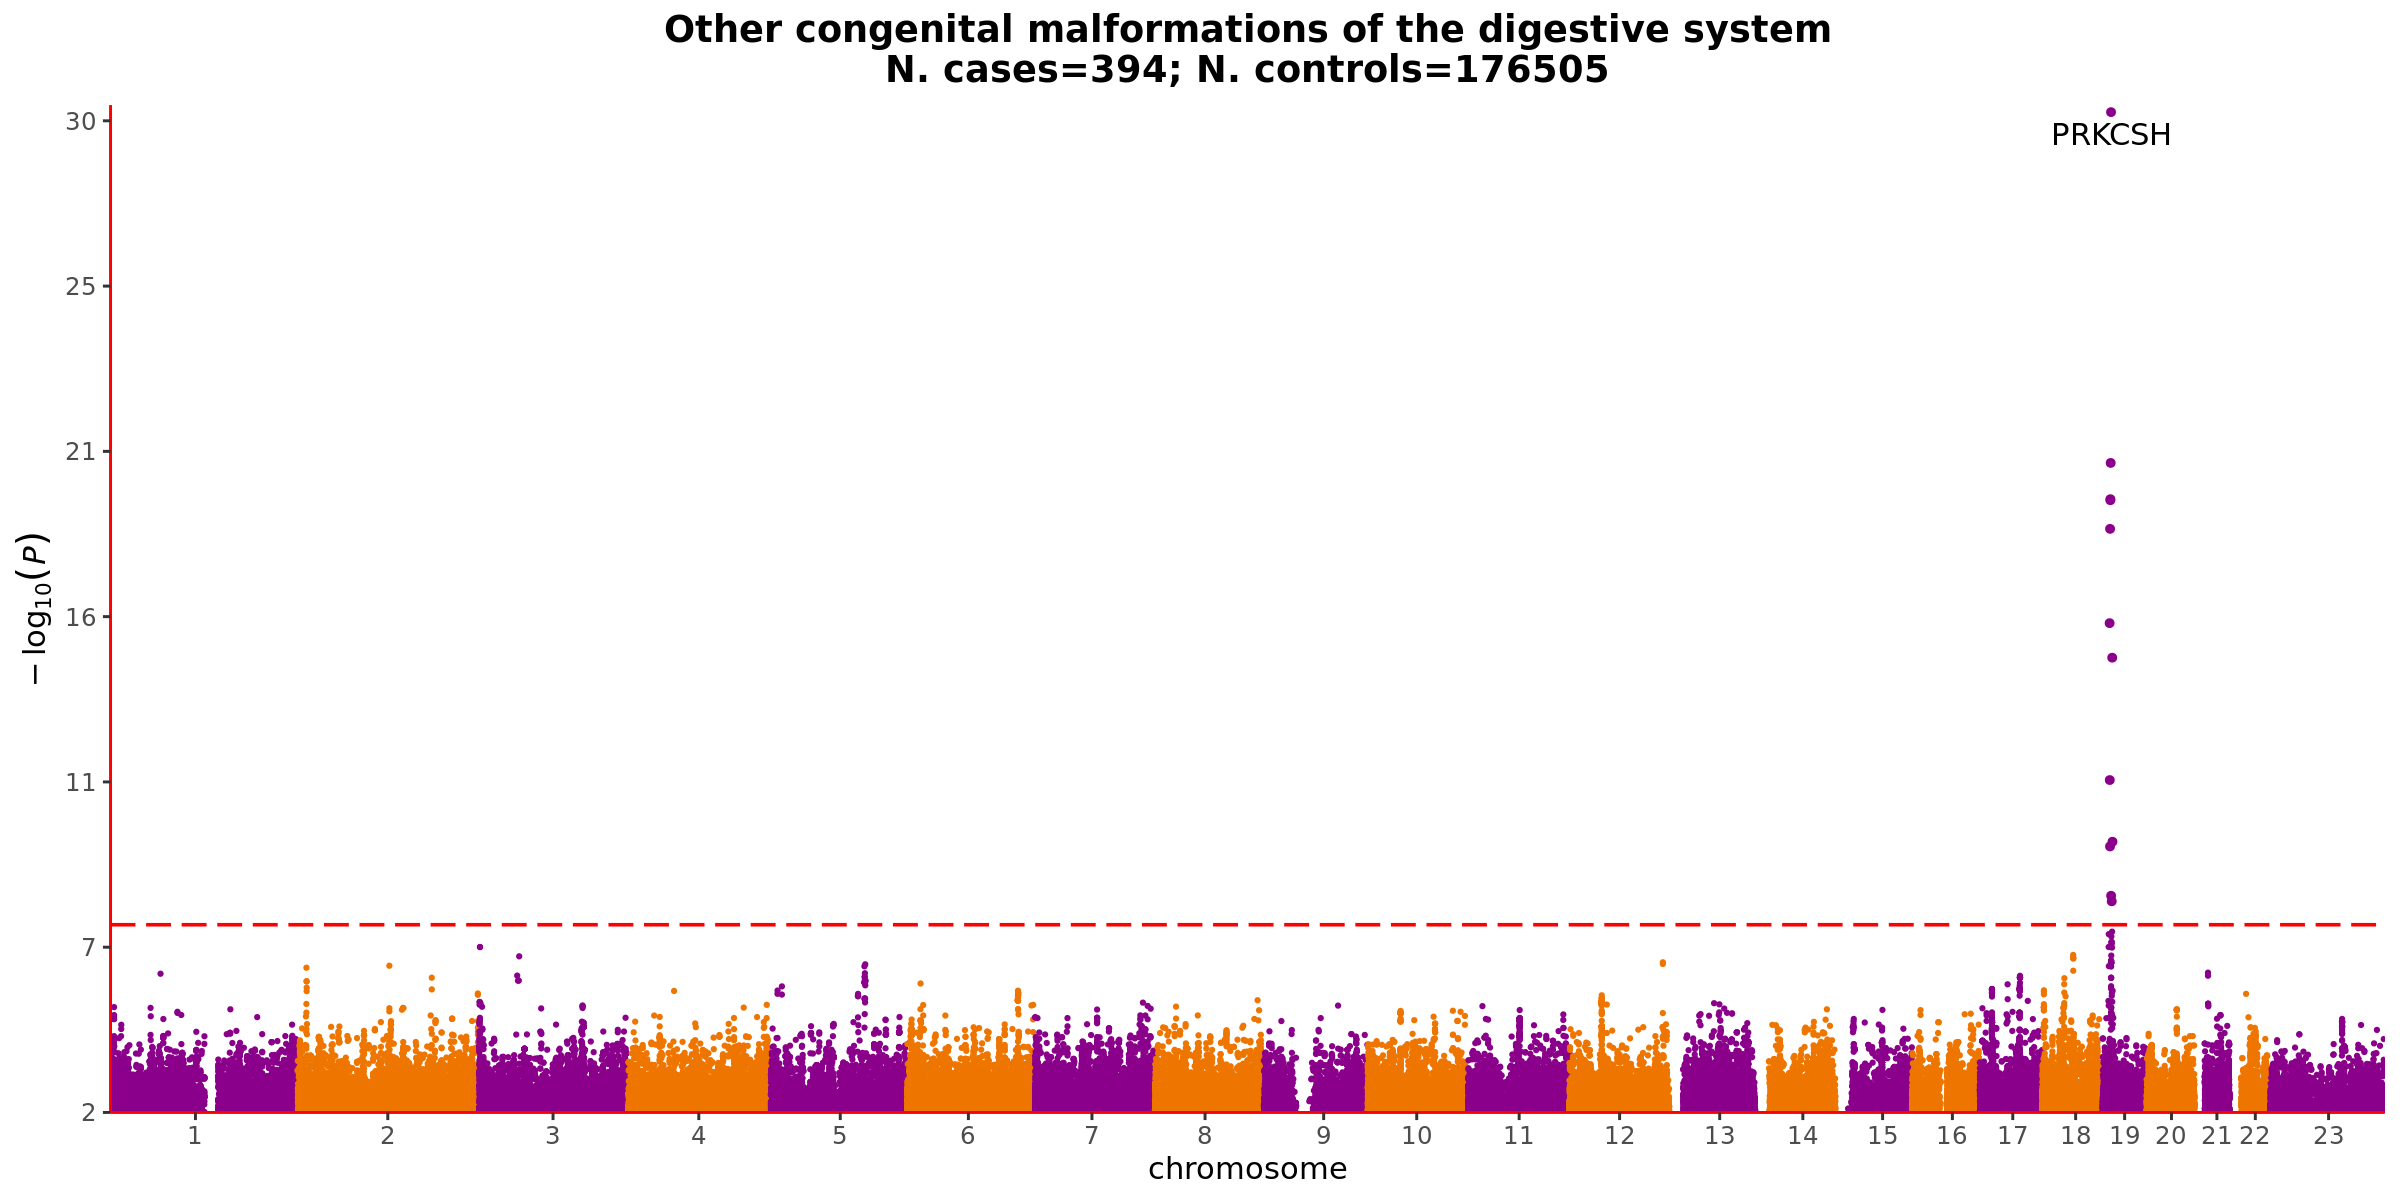 Other congenital malformations of the digestive system
N. cases=394; N. controls=176505
30
PRKCSH
25
21
16
11
7
2
−log10(P)
1 2 3 4 5 6 7 8 9 10 11 12 13 14 15 16 17 18 19 20 21 22 23
chromosome